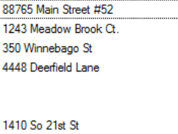 88765 Main Street #52
1243 Meadow Brook Ct.
350 Winnebago St
4448 Deerfield Lane
1410 So 21st St